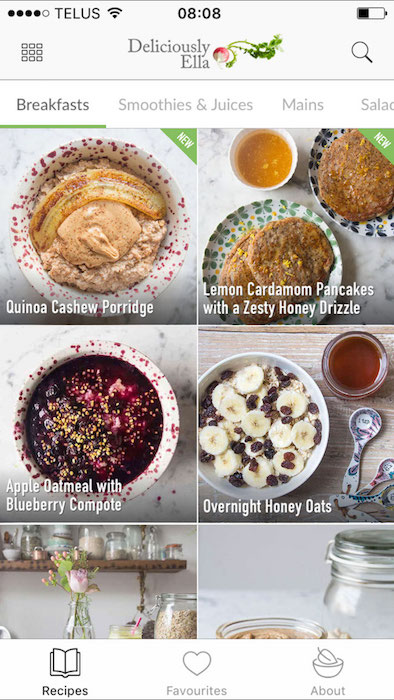 TELUS 08:08
Deliciously
Ella
Breakfasts Smoothies & Juices Mains Salad
NEW
NEW
Quinoa Cashew Porridge
Lemon Cardamom Pancakes
with a Zesty Honey Drizzle
Apple Oatmeal with
Blueberry Compote
Overnight Honey Oats
Recipes Favourites About